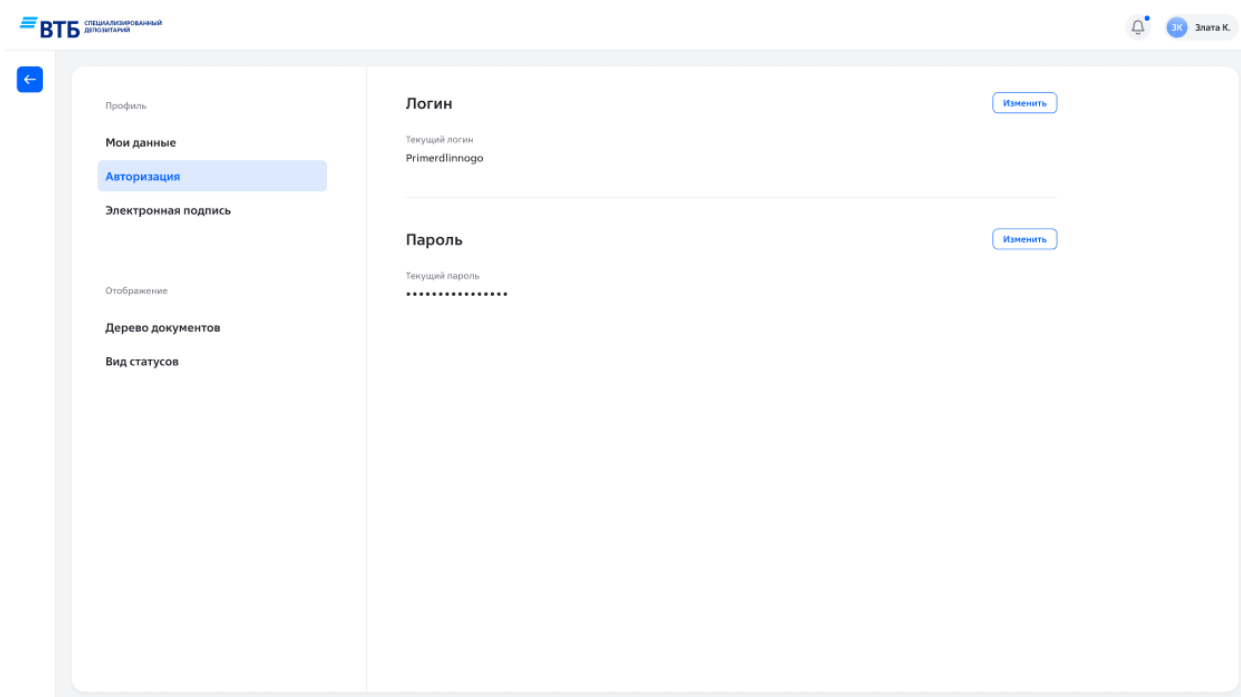 ВТБ СПЕЦИАЛИЗИРОВАННЫЙ
ДЕПОЗИТАРИЙ
ЗК Злата К.
Профиль
Мои данные
Авторизация
Электронная подпись
Отображение
Дерево документов
Вид статусов
Логин
Изменить
Текущий логин
Primerdlinnogo
Пароль
Изменить
Текущий пароль
••••••••••••••••